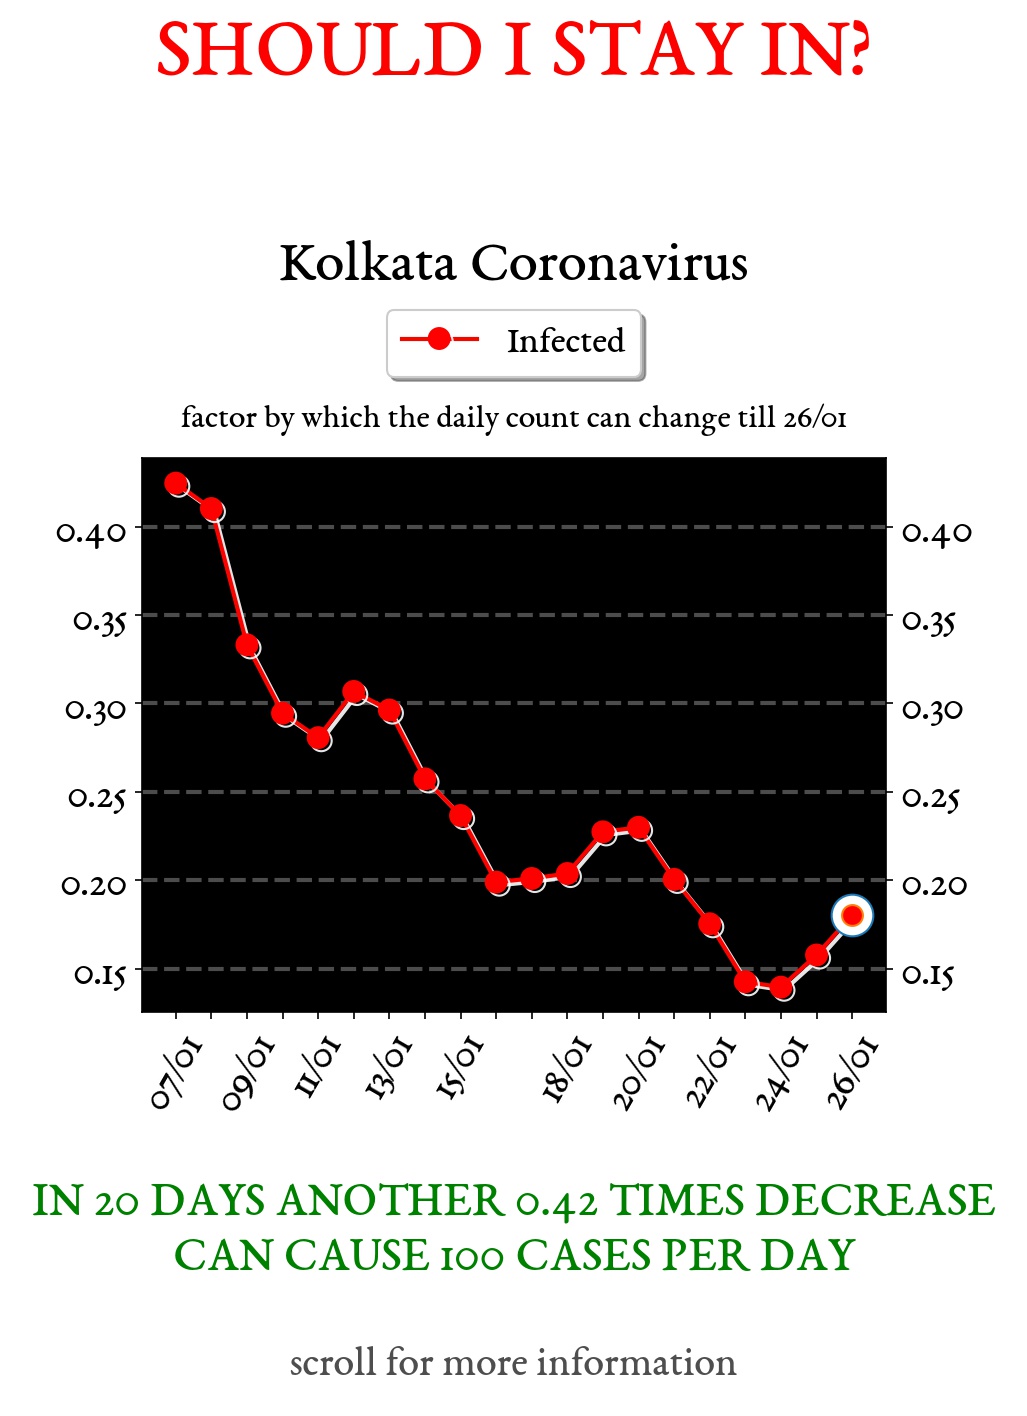 SHOULD I STAY IN?
Kolkata Coronavirus
Infected
factor by which the daily count can change till 26/01
0.40 0.40
0.35 0.35
0.30 0.30
0.25 0.25
0.20 0.20
0.15 0.15
07/01 09/01 11/01 13/01 15/01 18/01 20/01 22/01 24/01 26/01
IN 20 DAYS ANOTHER 0.42 TIMES DECREASE
CAN CAUSE 100 CASES PER DAY
scroll for more information